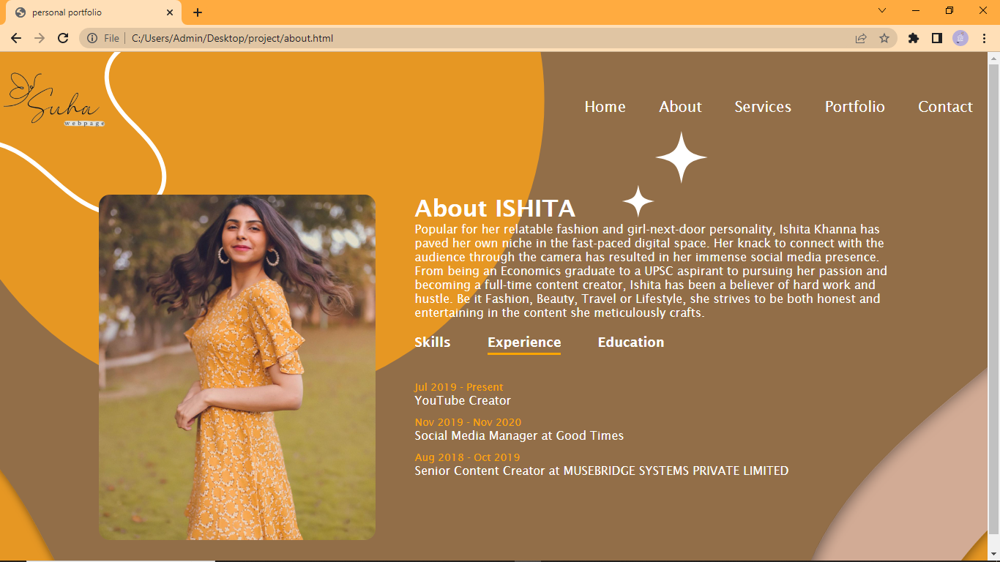 personal portfolio
File
C:/Users/Admin/Desktop/project/about.html
Suha
webpage
Home About Services Portfolio Contact
About ISHITA
Popular for her relatable fashion and girl-next-door personality, Ishita Khanna has
paved her own niche in the fast-paced digital space. Her knack to connect with the
audience through the camera has resulted in her immense social media presence.
From being an Economics graduate to a UPSC aspirant to pursuing her passion and
becoming a full-time content creator, Ishita has been a believer of hard work and
hustle. Be it Fashion, Beauty, Travel or Lifestyle, she strives to be both honest and
entertaining in the content she meticulously crafts.
Skills Experience Education
Jul 2019 - Present
YouTube Creator
Nov 2019 - Nov 2020
Social Media Manager at Good Times
Aug 2018 - Oct 2019
Senior Content Creator at MUSEBRIDGE SYSTEMS PRIVATE LIMITED